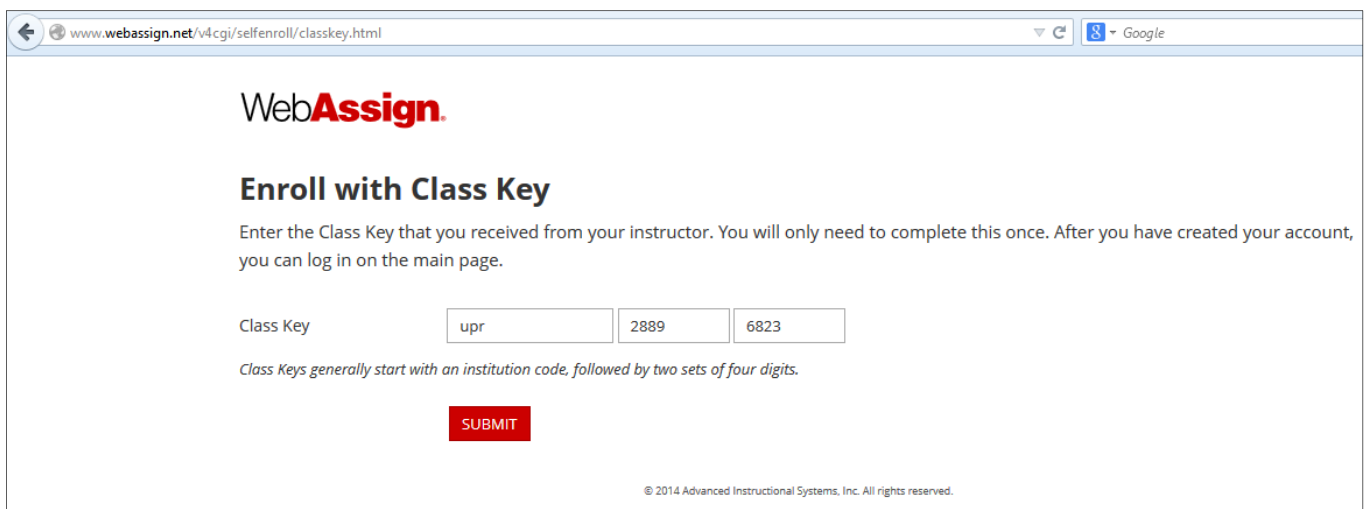 www.webassign.net/v4cgi/selfenroll/classkey.html
8 Google
WebAssign.
Enroll with Class Key
Enter the Class Key that you received from your instructor. You will only need to complete this once. After you have created your account,
you can log in on the main page.
Class Key upr 2889 6823
Class Keys generally start with an institution code, followed by two sets of four digits.
SUBMIT
© 2014 Advanced Instructional Systems, Inc. All rights reserved.